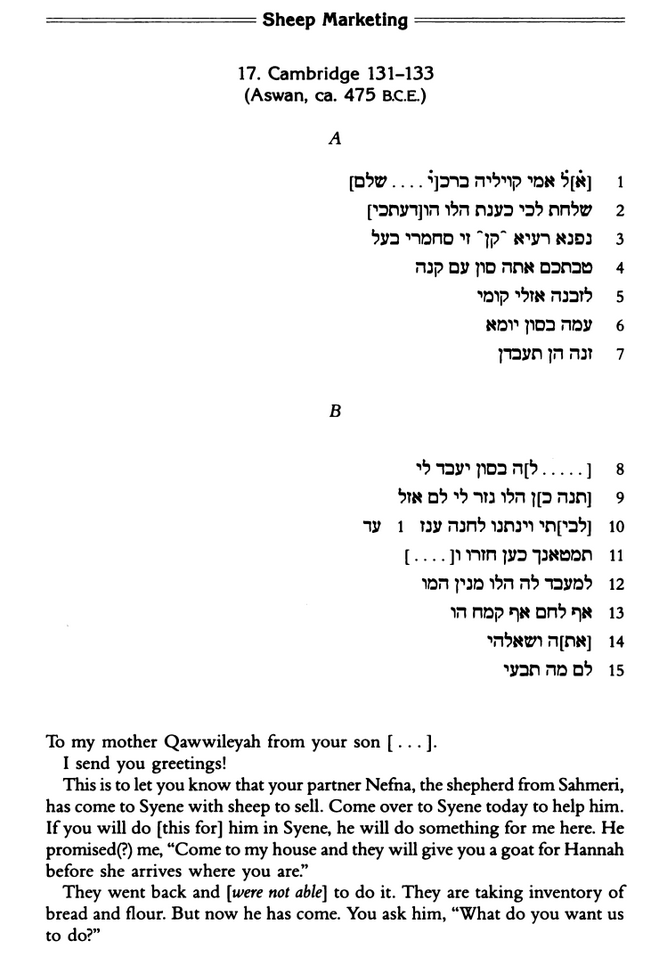 Sheep Marketing
17. Cambridge 131–133
(Aswan, ca. 475 B.C.E.)
A
1 [א]ל אמי קויליה ברכ[י . . . . שלם]
2 שלחת לכי כענת הלו הו[דעתכי]
3 נפנא רעיא ^קן^ זי סחמרי בעל
4 טבתכם אתה סון עם קנה
5 לזבנה אזלי קומי
6 עמה בסון יומא
7 זנה הן תעבדן
B
8 [ . . . . . ל]ה בסון יעבד לי
9 [תנה כ]ן הלו נזר לי לם אזל
10 [לבי]תי וינתנו לחנה ענז 1 עד
11 תמטאנך כען חזרו ו[ . . . . ]
12 למעבד לה הלו מנין המו
13 אף לחם אף קמח הו
14 [את]ה ושאלהי
15 לם מה תבעי
To my mother Qawwileyah from your son [ . . . ].
I send you greetings!
This is to let you know that your partner Nefna, the shepherd from Sahmeri,
has come to Syene with sheep to sell. Come over to Syene today to help him.
If you will do [this for] him in Syene, he will do something for me here. He
promised(?) me, “Come to my house and they will give you a goat for Hannah
before she arrives where you are.”
They went back and [were not able] to do it. They are taking inventory of
bread and flour. But now he has come. You ask him, “What do you want us
to do?”